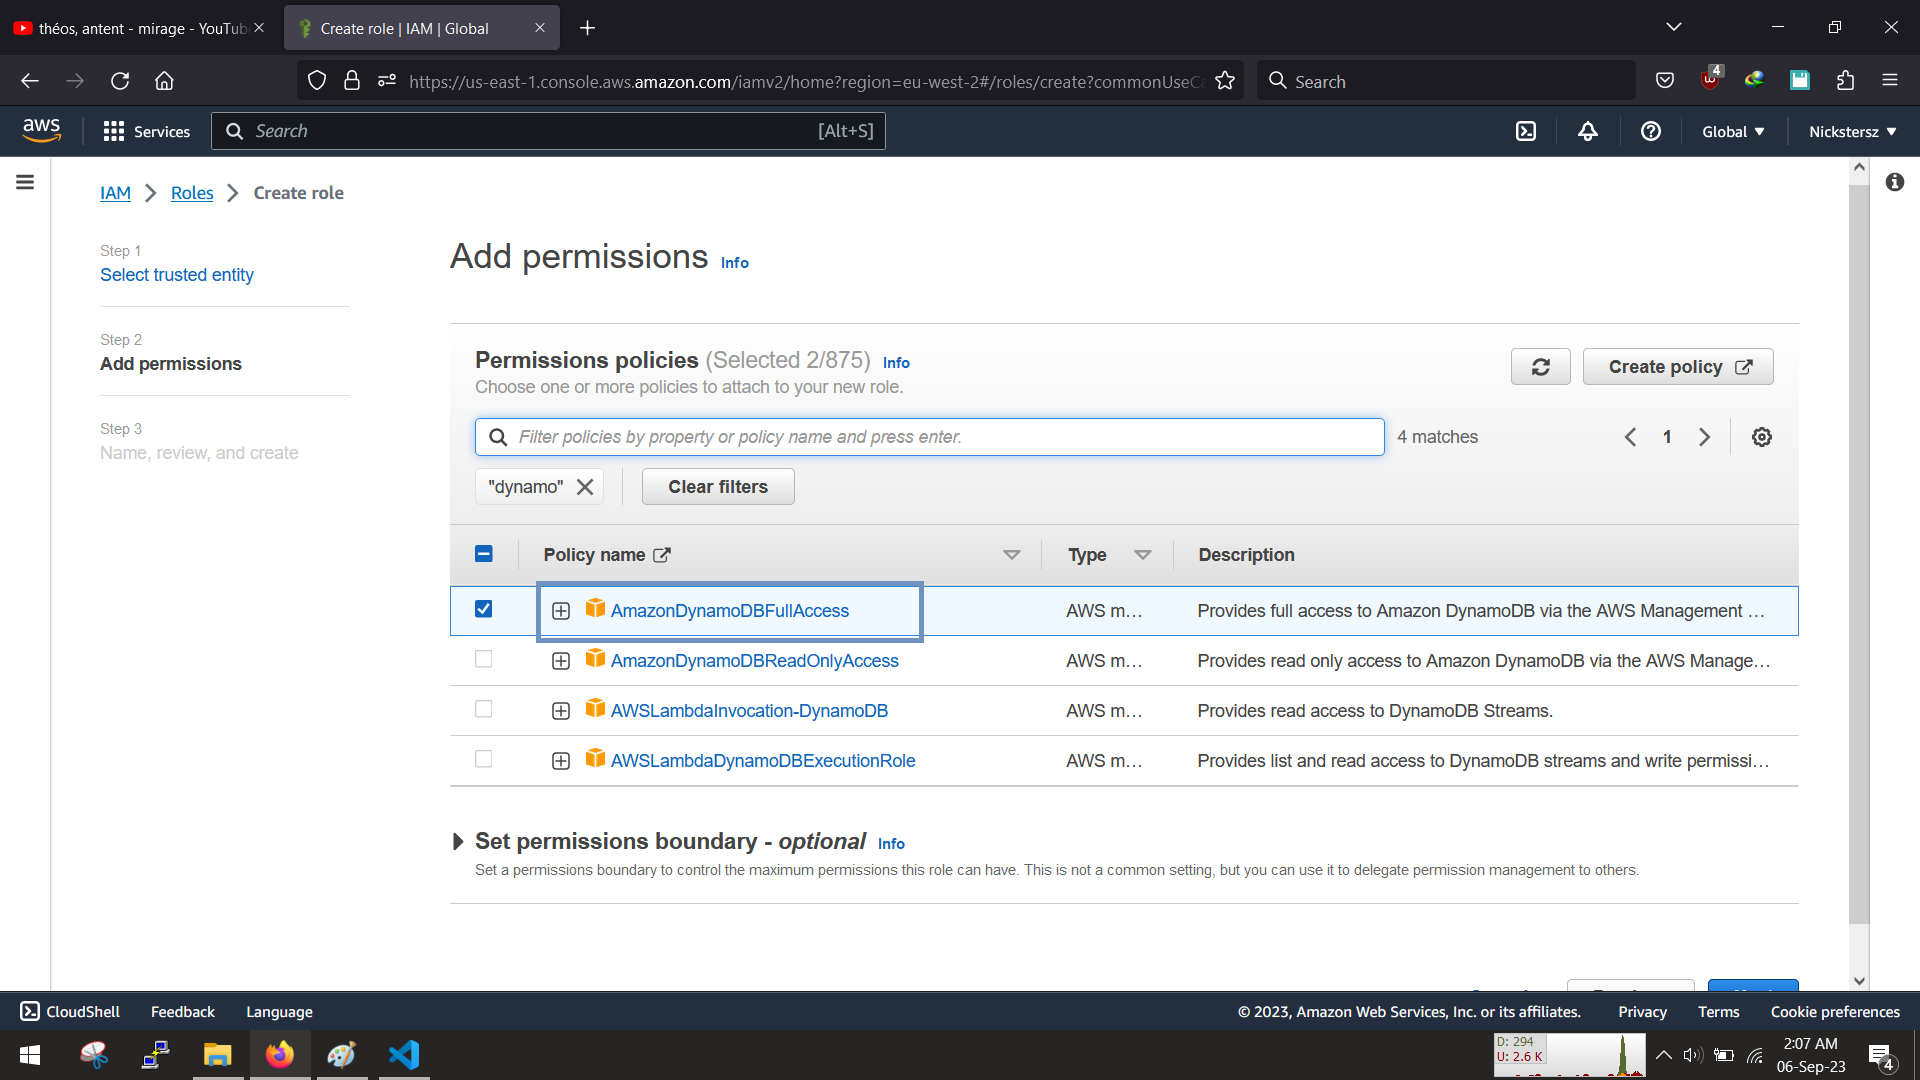 théos, antent - mirage - YouTub
Create role | IAM | Global
https://us-east-1.console.aws.amazon.com/iamv2/home?region=eu-west-2#/roles/create?commonUseCa
Search
4
aws
Services
Search
[Alt+S]
Global
Nickstersz
IAM
Roles
Create role
Step 1
Select trusted entity
Step 2
Add permissions
Step 3
Name, review, and create
Add permissions Info
Permissions policies (Selected 2/875) Info
Choose one or more policies to attach to your new role.
Create policy
Filter policies by property or policy name and press enter.
4 matches
1
"dynamo"
Clear filters
Policy name
Type
Description
AmazonDynamoDBFullAccess AWS m… Provides full access to Amazon DynamoDB via the AWS Management …
AmazonDynamoDBReadOnlyAccess AWS m… Provides read only access to Amazon DynamoDB via the AWS Manage…
AWSLambdaInvocation-DynamoDB AWS m… Provides read access to DynamoDB Streams.
AWSLambdaDynamoDBExecutionRole AWS m… Provides list and read access to DynamoDB streams and write permissi…
Set permissions boundary - optional Info
Set a permissions boundary to control the maximum permissions this role can have. This is not a common setting, but you can use it to delegate permission management to others.
CloudShell
Feedback
Language
© 2023, Amazon Web Services, Inc. or its affiliates.
Privacy
Terms
Cookie preferences
D: 294
U: 2.6 K
2:07 AM
06-Sep-23
4